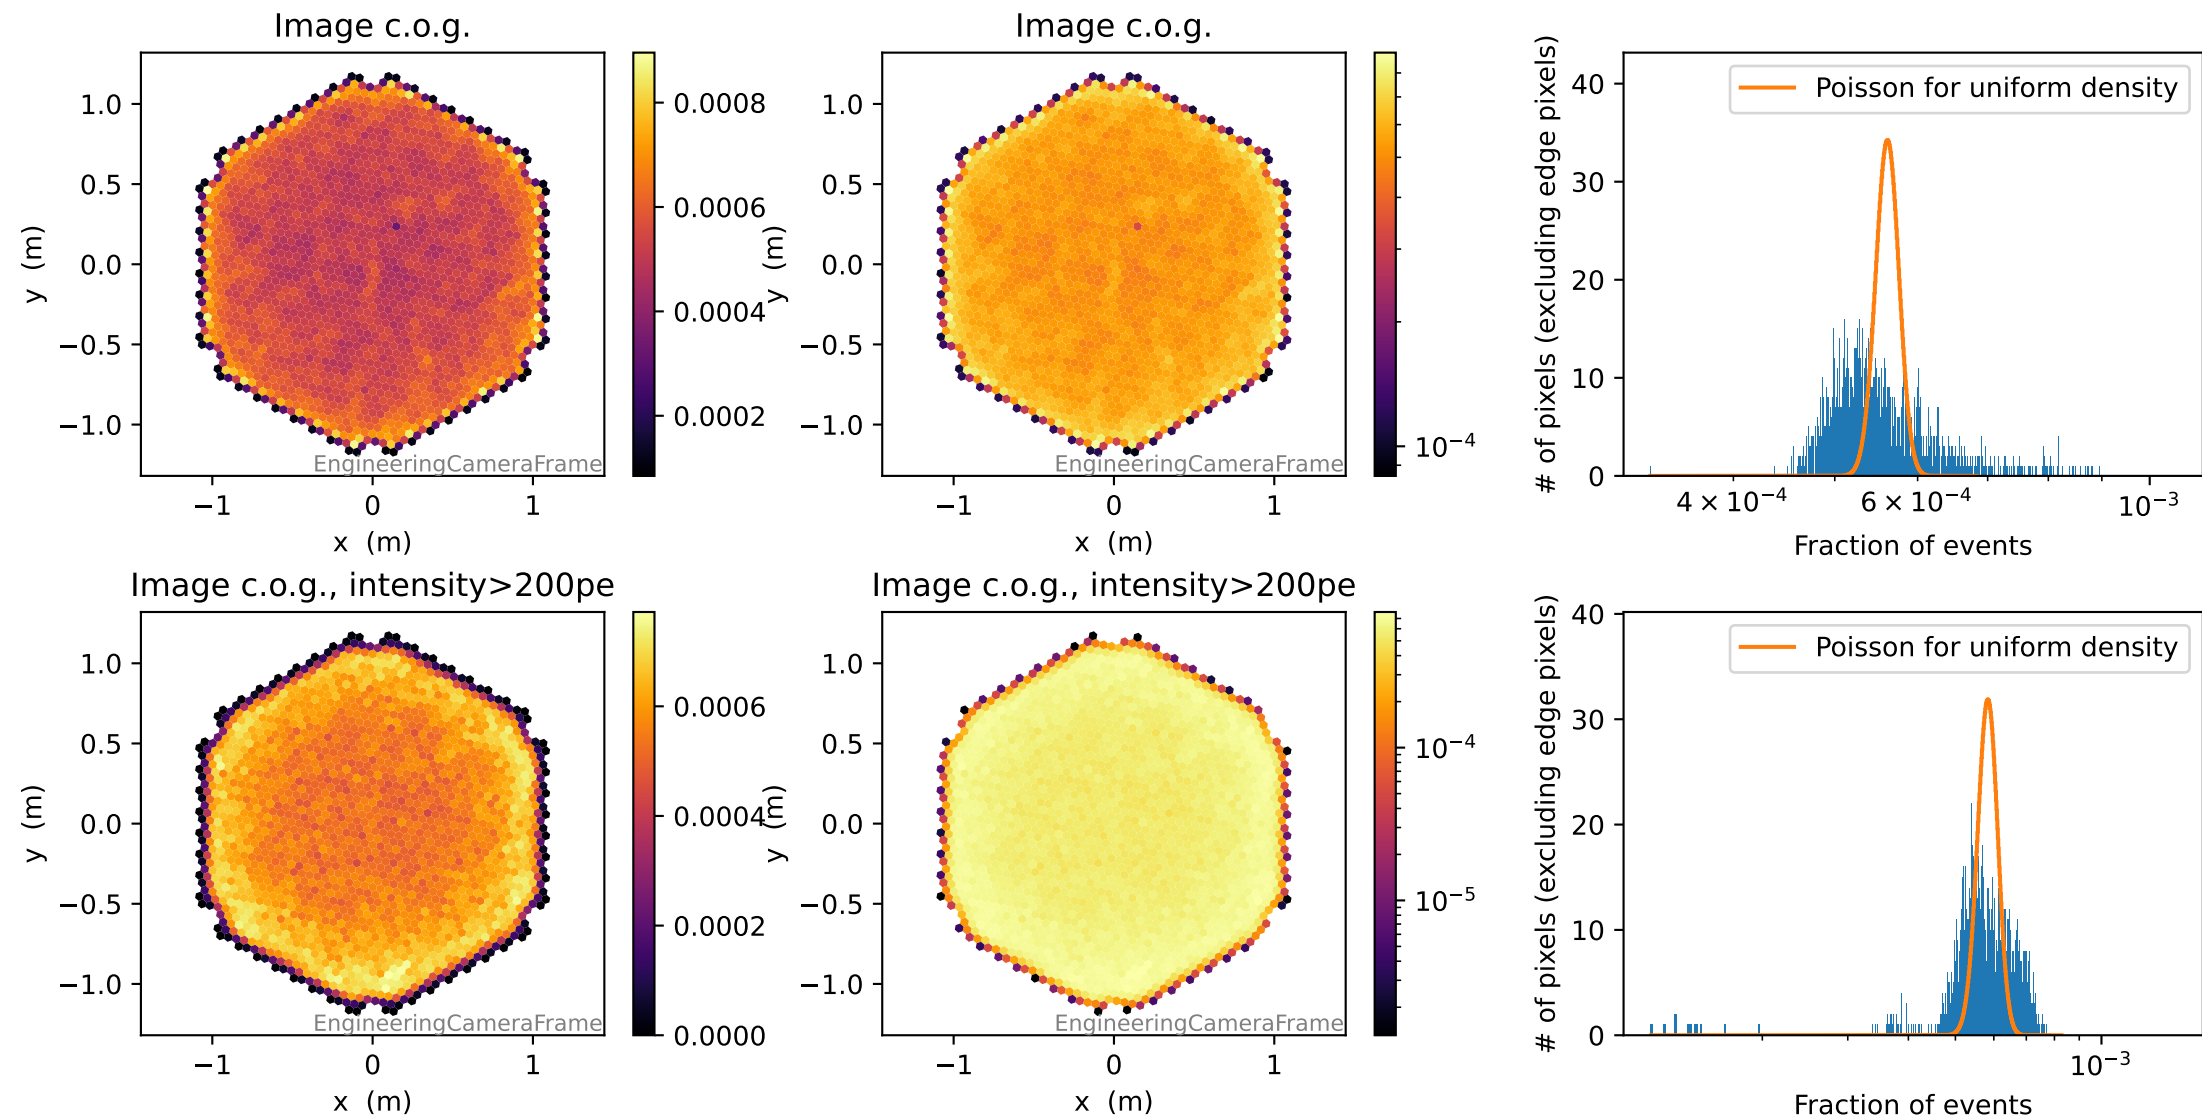 Image c.o.g.
y (m)
1.0
0.5
0.0
−0.5
−1.0
−1
0
1
x (m)
EngineeringCameraFrame
0.0008
0.0006
0.0004
0.0002
Image c.o.g.
y (m)
1.0
0.5
0.0
−0.5
−1.0
−1
0
1
x (m)
EngineeringCameraFrame
10⁻⁴
# of pixels (excluding edge pixels)
40
30
20
10
0
Poisson for uniform density
4 × 10⁻⁴
6 × 10⁻⁴
10⁻³
Fraction of events
Image c.o.g., intensity>200pe
y (m)
1.0
0.5
0.0
−0.5
−1.0
−1
0
1
x (m)
EngineeringCameraFrame
0.0006
0.0004
0.0002
0.0000
Image c.o.g., intensity>200pe
y (m)
1.0
0.5
0.0
−0.5
−1.0
−1
0
1
x (m)
EngineeringCameraFrame
10⁻⁴
10⁻⁵
# of pixels (excluding edge pixels)
40
30
20
10
0
Poisson for uniform density
10⁻³
Fraction of events